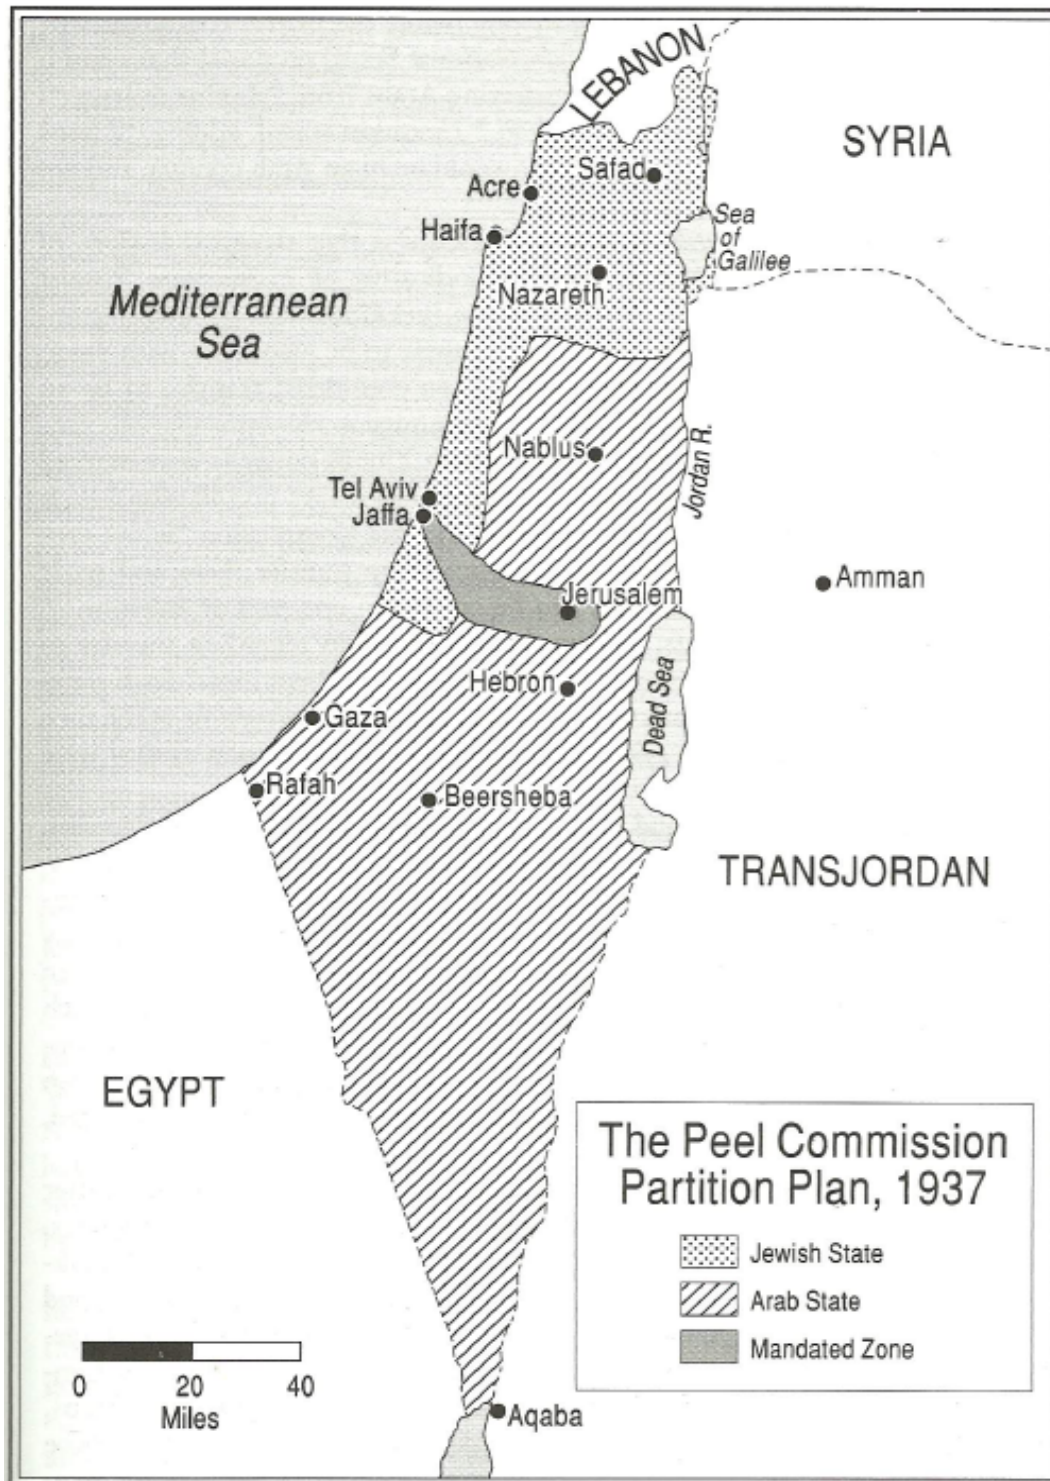 LEBANON
SYRIA
Safad
Acre
Haifa
Sea
of
Galilee
Nazareth
Mediterranean
Sea
Nablus
Jordan R.
Tel Aviv
Jaffa
Amman
Jerusalem
Hebron
Dead Sea
Gaza
Rafah
Beersheba
TRANSJORDAN
EGYPT
The Peel Commission
Partition Plan, 1937
Jewish State
Arab State
Mandated Zone
0 20 40
Miles
Aqaba